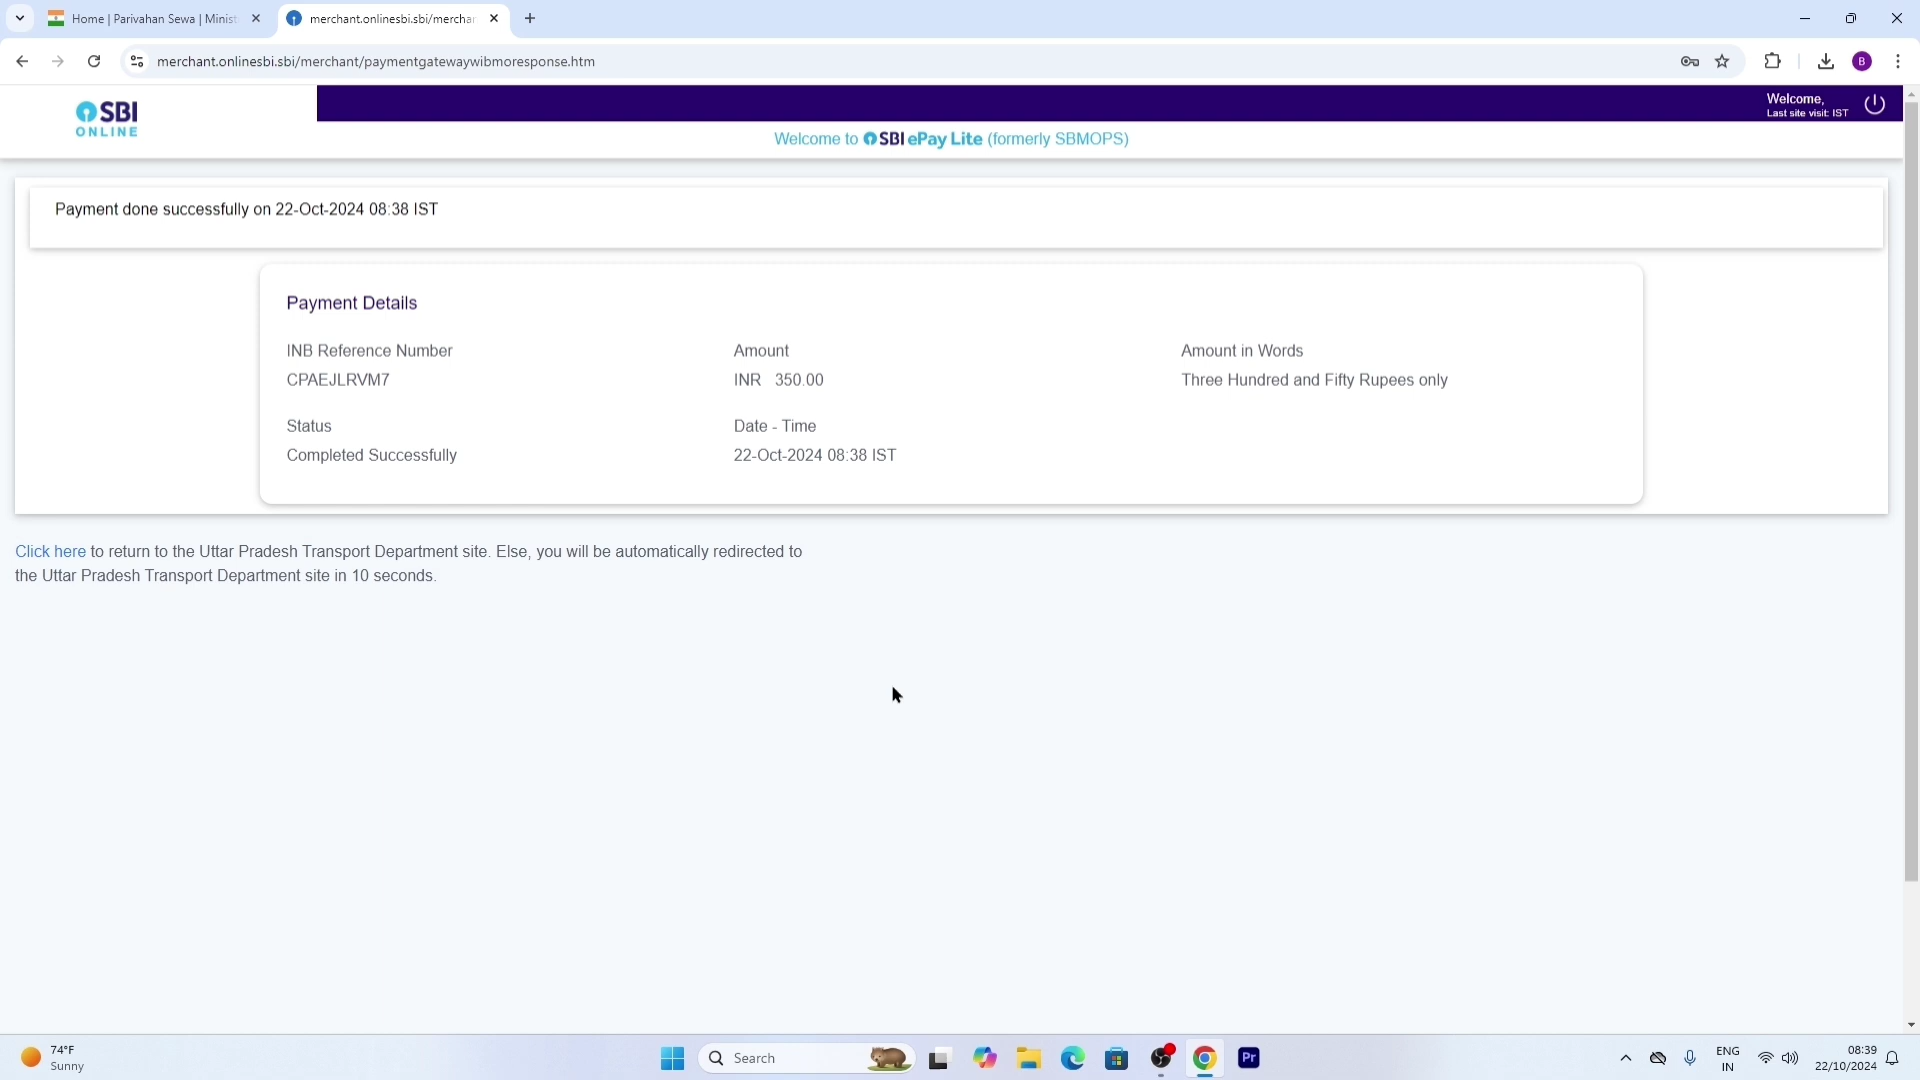 Home | Parivahan Sewa | Minist
merchant.onlinesbi.sbi/mercha
merchant.onlinesbi.sbi/merchant/paymentgatewaywibmoresponse.htm
B
SBI
ONLINE
Welcome,
Last site visit: IST
Welcome to SBI ePay Lite (formerly SBMOPS)
Payment done successfully on 22-Oct-2024 08:38 IST
Payment Details
INB Reference Number
Amount
Amount in Words
CPAEJLRVM7
INR 350.00
Three Hundred and Fifty Rupees only
Status
Date - Time
Completed Successfully
22-Oct-2024 08:38 IST
Click here to return to the Uttar Pradesh Transport Department site. Else, you will be automatically redirected to
the Uttar Pradesh Transport Department site in 10 seconds.
74°F
Sunny
Search
Pr
ENG
IN
08:39
22/10/2024